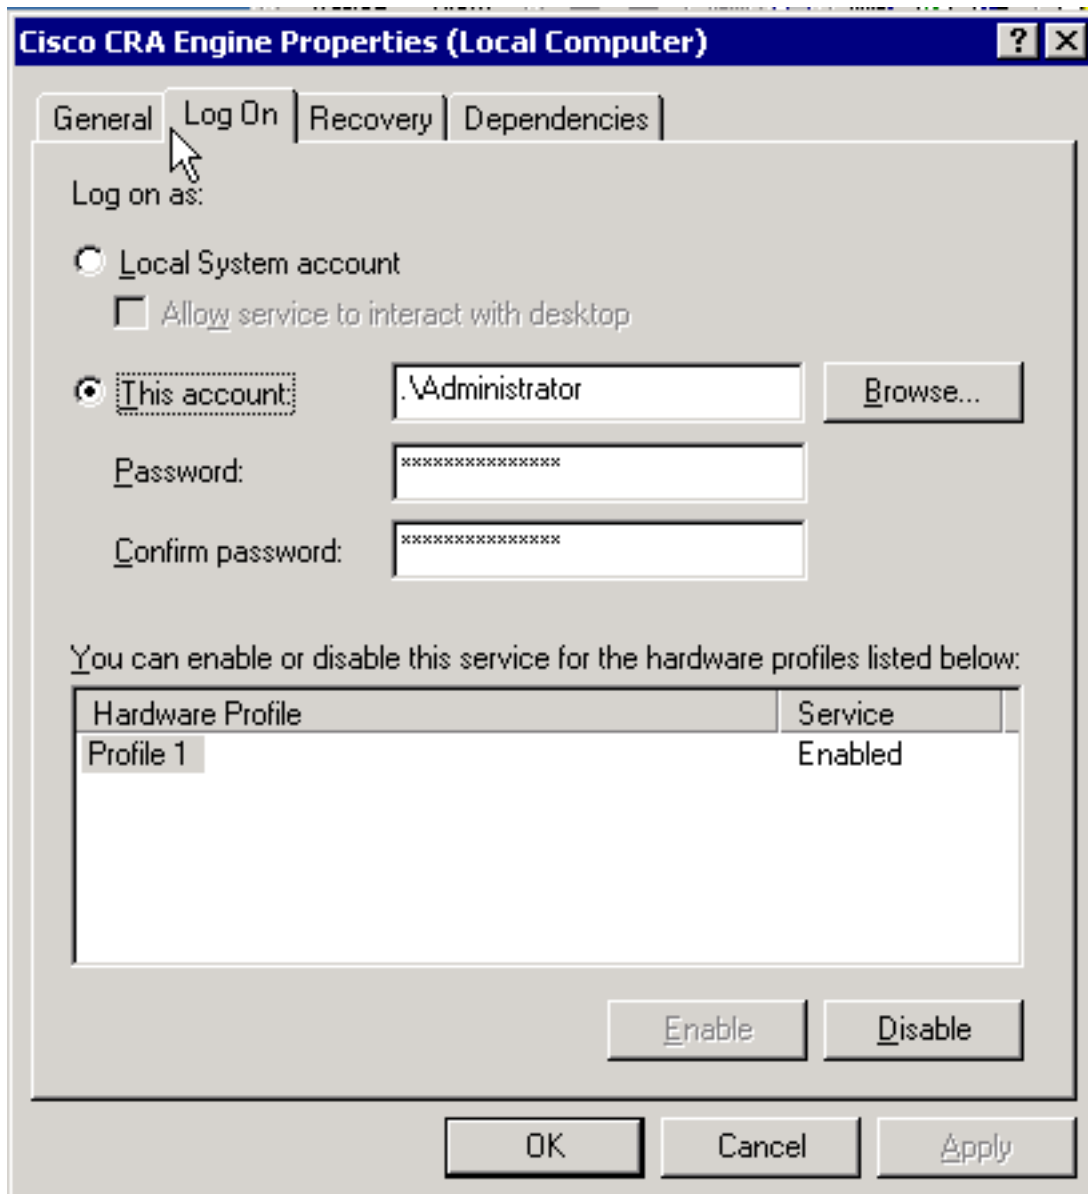 Cisco CRA Engine Properties (Local Computer)
General Log On Recovery Dependencies
Log on as:
Local System account
Allow service to interact with desktop
This account: .\Administrator Browse...
Password: ***************
Confirm password: ***************
You can enable or disable this service for the hardware profiles listed below:
Hardware Profile Service
Profile 1 Enabled
Enable Disable
OK Cancel Apply